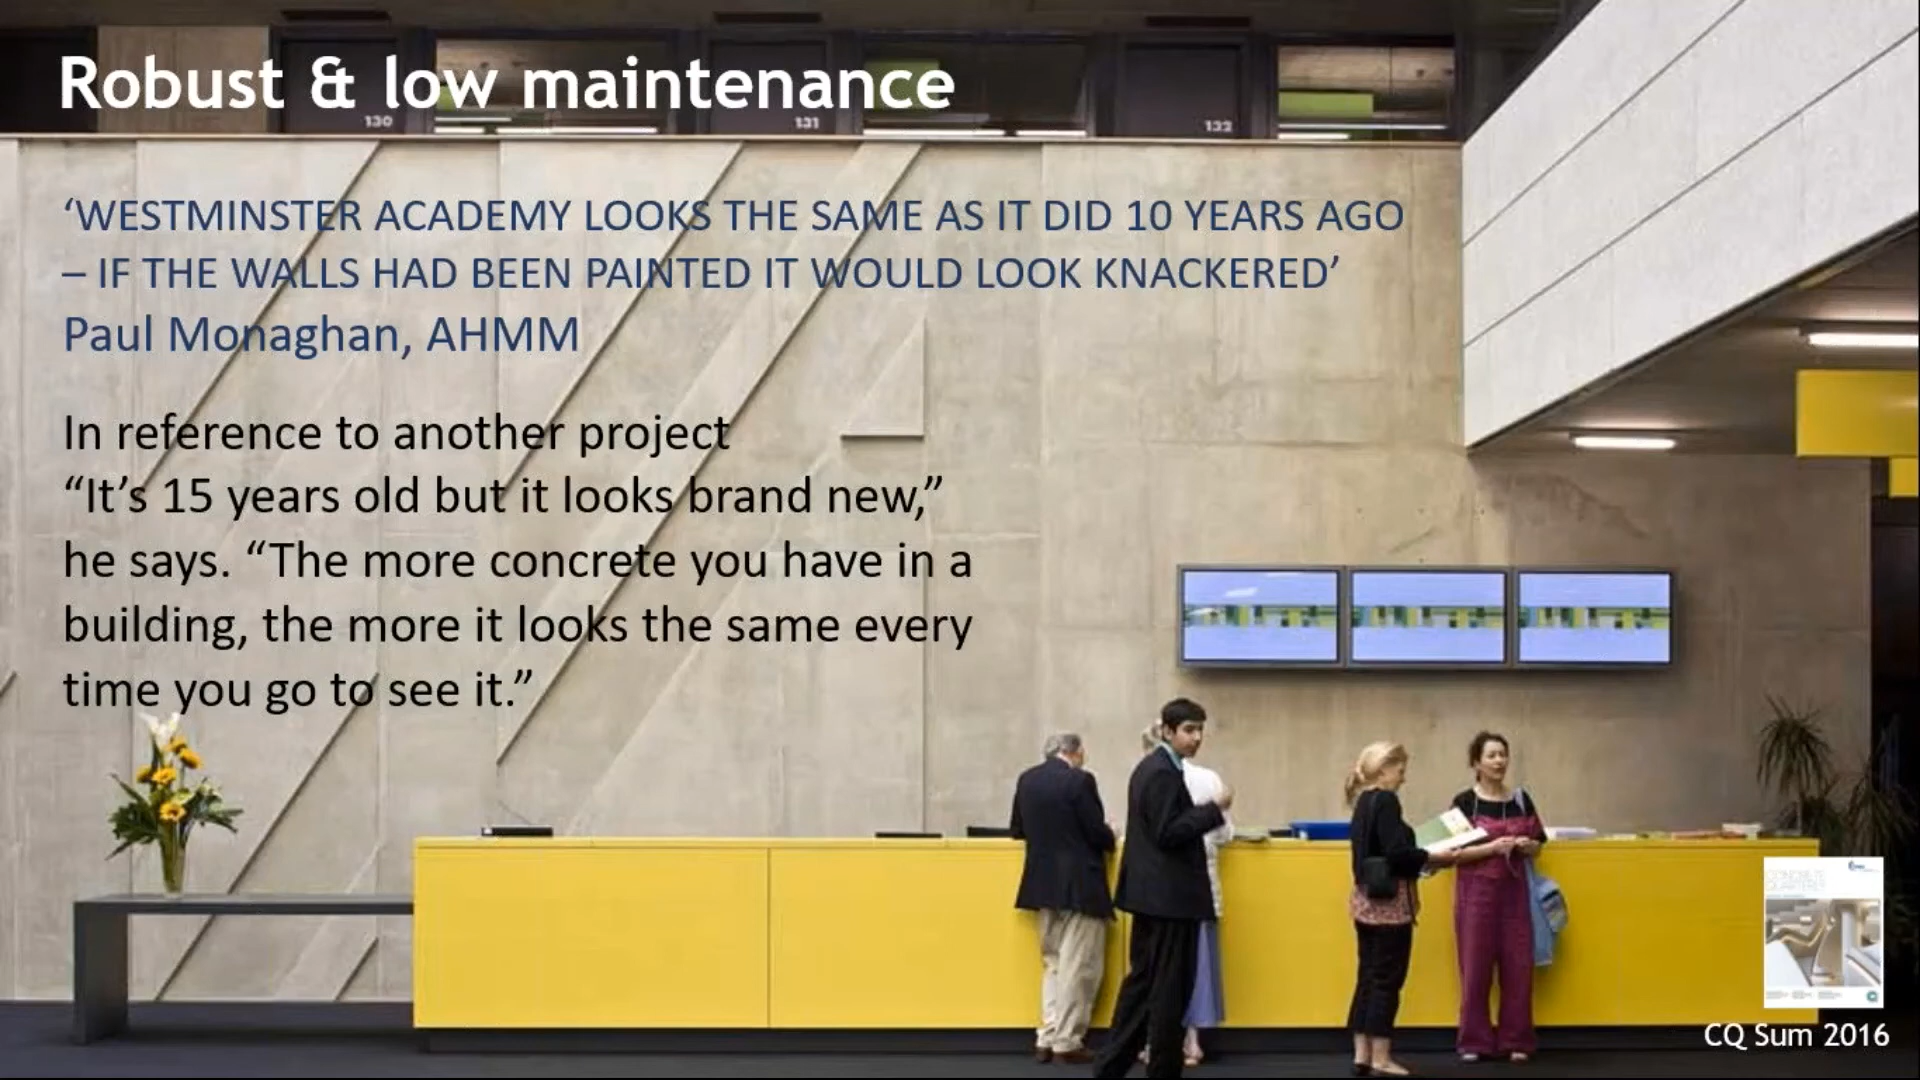 Robust & low maintenance
130
131
132
‘WESTMINSTER ACADEMY LOOKS THE SAME AS IT DID 10 YEARS AGO
– IF THE WALLS HAD BEEN PAINTED IT WOULD LOOK KNACKERED’
Paul Monaghan, AHMM
In reference to another project
“It’s 15 years old but it looks brand new,”
he says. “The more concrete you have in a
building, the more it looks the same every
time you go to see it.”
CONCRETE
QUARTERLY
CQ Sum 2016